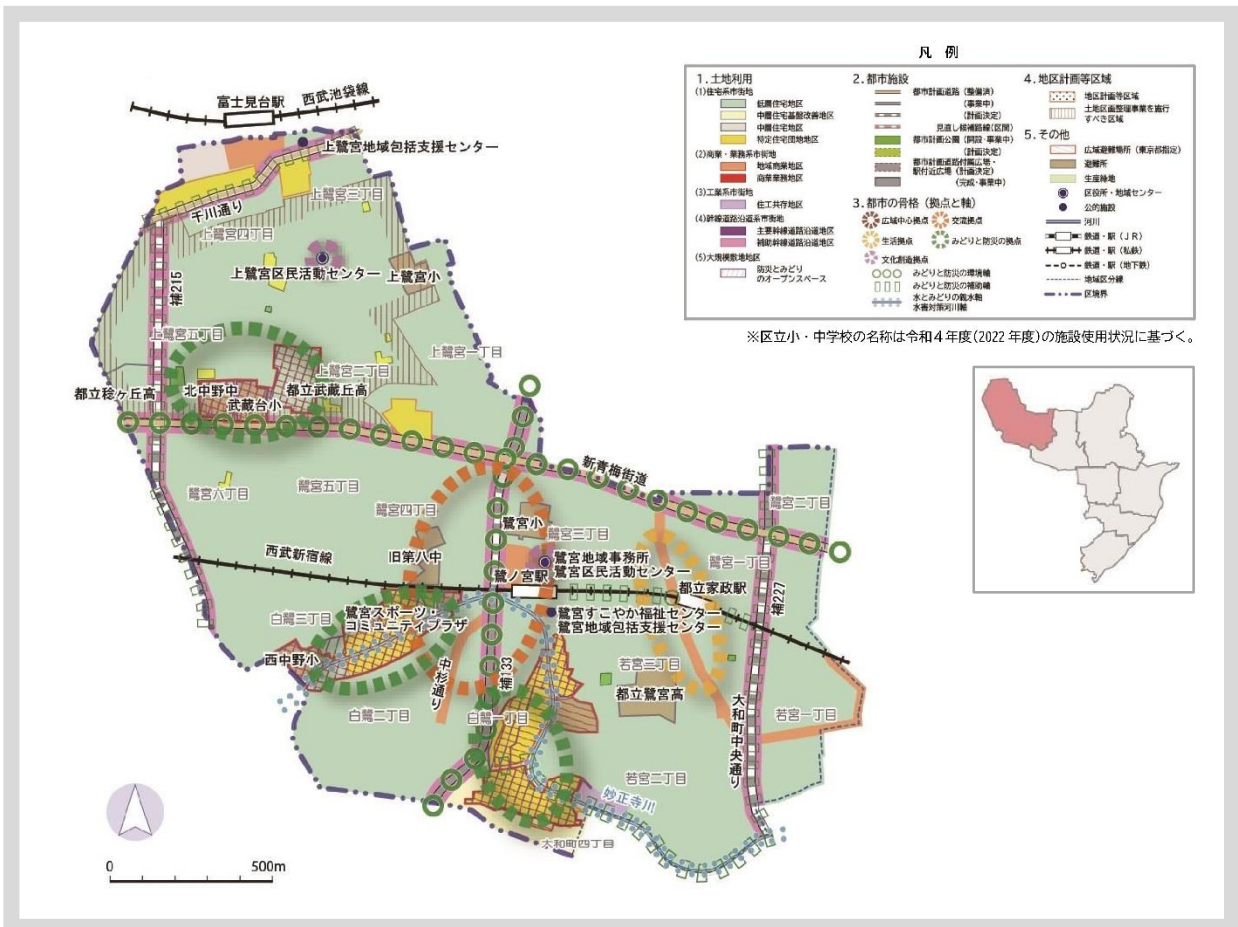 凡 例
1.土地利用
(1)住宅系市街地
低層住宅地区
中層住宅基盤改善地区
中層住宅地区
特定住宅団地地区
(2)商業・業務系市街地
地域商業地区
商業業務地区
(3)工業系市街地
住工共存地区
(4)幹線道路沿道系市街地
主要幹線道路沿道地区
補助幹線道路沿道地区
(5)大規模敷地地区
防災とみどり
のオープンスペース
2.都市施設
都市計画道路(整備済)
(事業中)
(計画決定)
見直し候補路線(区間)
都市計画公園(開設・事業中)
(計画決定)
都市計画道路付属広場・
駅付近広場(計画決定)
(完成・事業中)
3.都市の骨格(拠点と軸)
広域中心拠点
交流拠点
生活拠点
みどりと防災の拠点
文化創造拠点
みどりと防災の環境軸
みどりと防災の補助軸
水とみどりの親水軸
水害対策河川軸
4.地区計画等区域
地区計画等区域
土地区画整理事業を施行
すべき区域
5.その他
広域避難場所(東京都指定)
避難所
生産緑地
区役所・地域センター
公的施設
河川
鉄道・駅(JR)
鉄道・駅(私鉄)
鉄道・駅(地下鉄)
地域区分線
区境界
※区立小・中学校の名称は令和4年度(2022年度)の施設使用状況に基づく。
富士見台駅
西武池袋線
上鷺宮地域包括支援センター
千川通り
上鷺宮三丁目
上鷺宮四丁目
上鷺宮区民活動センター
上鷺宮小
補215
上鷺宮五丁目
上鷺宮一丁目
上鷺宮二丁目
都立稔ヶ丘高
北中野中
武蔵台小
都立武蔵丘高
新青梅街道
鷺宮六丁目
鷺宮五丁目
鷺宮四丁目
鷺宮小
鷺宮三丁目
鷺宮二丁目
鷺宮一丁目
西武新宿線
旧第八中
鷺ノ宮駅
鷺宮地域事務所
鷺宮区民活動センター
都立家政駅
補227
白鷺三丁目
鷺宮スポーツ・
コミュニティプラザ
鷺宮すこやか福祉センター
鷺宮地域包括支援センター
西中野小
中杉通り
補133
若宮三丁目
都立鷺宮高
白鷺二丁目
白鷺一丁目
大和町中央通り
若宮一丁目
若宮二丁目
妙正寺川
大和町四丁目
0
500m